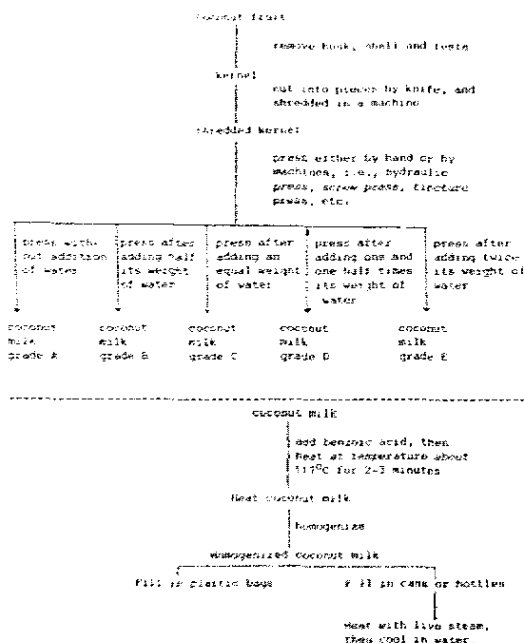 Coconut fruit
remove husk, shell and testa
kernel
cut into pieces by knife, and
shredded in a machine
shredded kernel
press either by hand or by
machines, i.e., hydraulic
press, screw press, tincture
press, etc.
press with-
out addition
of water
press after
adding half
its weight
of water
press after
adding an
equal weight
of water
press after
adding one and
one half times
its weight of
water
press after
adding twice
its weight of
water
coconut
milk
grade A
coconut
milk
grade B
coconut
milk
grade C
coconut
milk
grade D
coconut
milk
grade E
coconut milk
add benzoic acid, then
heat at temperature about
for 2-3 minutes
Heat coconut milk
homogenize
Homogenized coconut milk
Fill in plastic bags
Fill in cans or bottles
Heat with live steam,
then cool in water